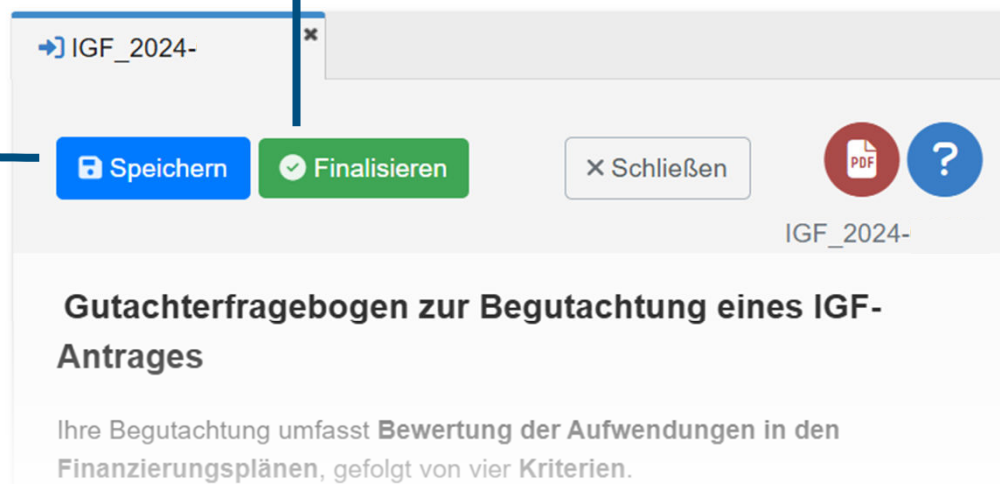 IGF_2024-
Speichern Finalisieren Schließen PDF ?
IGF_2024-
Gutachterfragebogen zur Begutachtung eines IGF-
Antrages
Ihre Begutachtung umfasst Bewertung der Aufwendungen in den
Finanzierungsplänen, gefolgt von vier Kriterien.